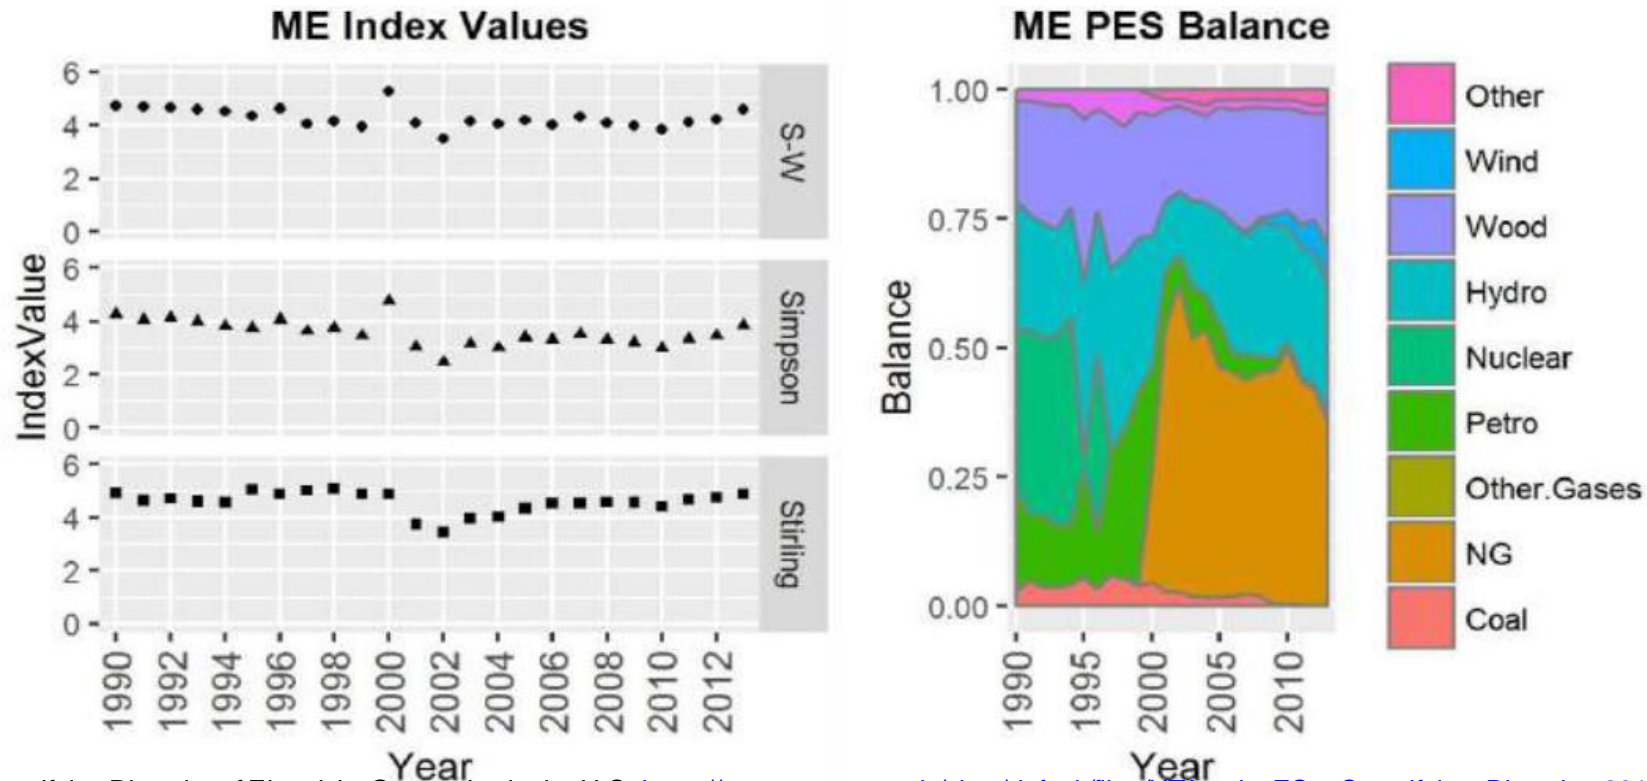 ME Index Values
6
4
2
0
S-W
6
4
2
0
Simpson
6
4
2
0
Stirling
IndexValue
1990
1992
1994
1996
1998
2000
2002
2004
2006
2008
2010
2012
Year
ME PES Balance
1.00
0.75
0.50
0.25
0.00
Balance
1990
1995
2000
2005
2010
Year
Other
Wind
Wood
Hydro
Nuclear
Petro
Other.Gases
NG
Coal